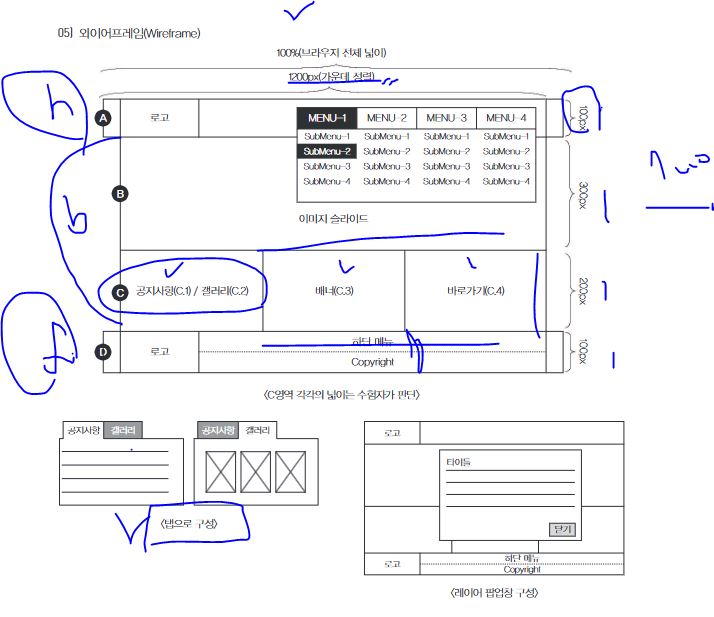 05) 와이어프레임(Wireframe)
100%(브라우저 전체 넓이)
1200px(가운데 정렬)
A 로고 MENU-1 MENU-2 MENU-3 MENU-4 100px
SubMenu-1 SubMenu-1 SubMenu-1 SubMenu-1
SubMenu-2 SubMenu-2 SubMenu-2 SubMenu-2
SubMenu-3 SubMenu-3 SubMenu-3 SubMenu-3
SubMenu-4 SubMenu-4 SubMenu-4 SubMenu-4
B 300px
이미지 슬라이드
C 공지사항(C.1) / 갤러리(C.2) 배너(C.3) 바로가기(C.4) 200px
D 로고 하단 메뉴 100px
Copyright
<C영역 각각의 넓이는 수험자가 판단>
공지사항 갤러리 공지사항 갤러리
<탭으로 구성>
로고
타이틀
닫기
로고 하단 메뉴
Copyright
<레이어 팝업창 구성>
h
b